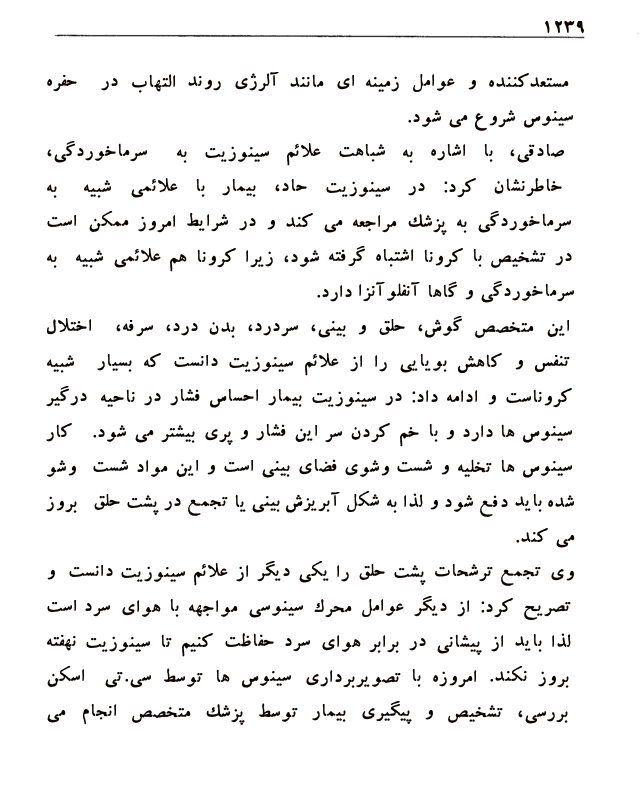 ۱۲۳۹
مستعدکننده و عوامل زمینه ای مانند آلرژی روند التهاب در حفره
سینوس شروع می شود.
صادقی، با اشاره به شباهت علائم سینوزیت به سرماخوردگی،
خاطرنشان کرد: در سینوزیت حاد، بیمار با علائمی شبیه به
سرماخوردگی به پزشك مراجعه می کند و در شرایط امروز ممکن است
در تشخیص با کرونا اشتباه گرفته شود، زیرا کرونا هم علائمی شبیه به
سرماخوردگی و گاها آنفلوآنزا دارد.
این متخصص گوش، حلق و بینی، سردرد، بدن درد، سرفه، اختلال
تنفس و کاهش بویایی را از علائم سینوزیت دانست که بسیار شبیه
کروناست و ادامه داد: در سینوزیت بیمار احساس فشار در ناحیه درگیر
سینوس ها دارد و با خم کردن سر این فشار و پری بیشتر می شود. کار
سینوس ها تخلیه و شست وشوی فضای بینی است و این مواد شست وشو
شده باید دفع شود و لذا به شکل آبریزش بینی یا تجمع در پشت حلق بروز
می کند.
وی تجمع ترشحات پشت حلق را یکی دیگر از علائم سینوزیت دانست و
تصریح کرد: از دیگر عوامل محرك سینوسی مواجهه با هوای سرد است
لذا باید از پیشانی در برابر هوای سرد حفاظت کنیم تا سینوزیت نهفته
بروز نکند. امروزه با تصویربرداری سینوس ها توسط سی.تی اسکن
بررسی، تشخیص و پیگیری بیمار توسط پزشك متخصص انجام می